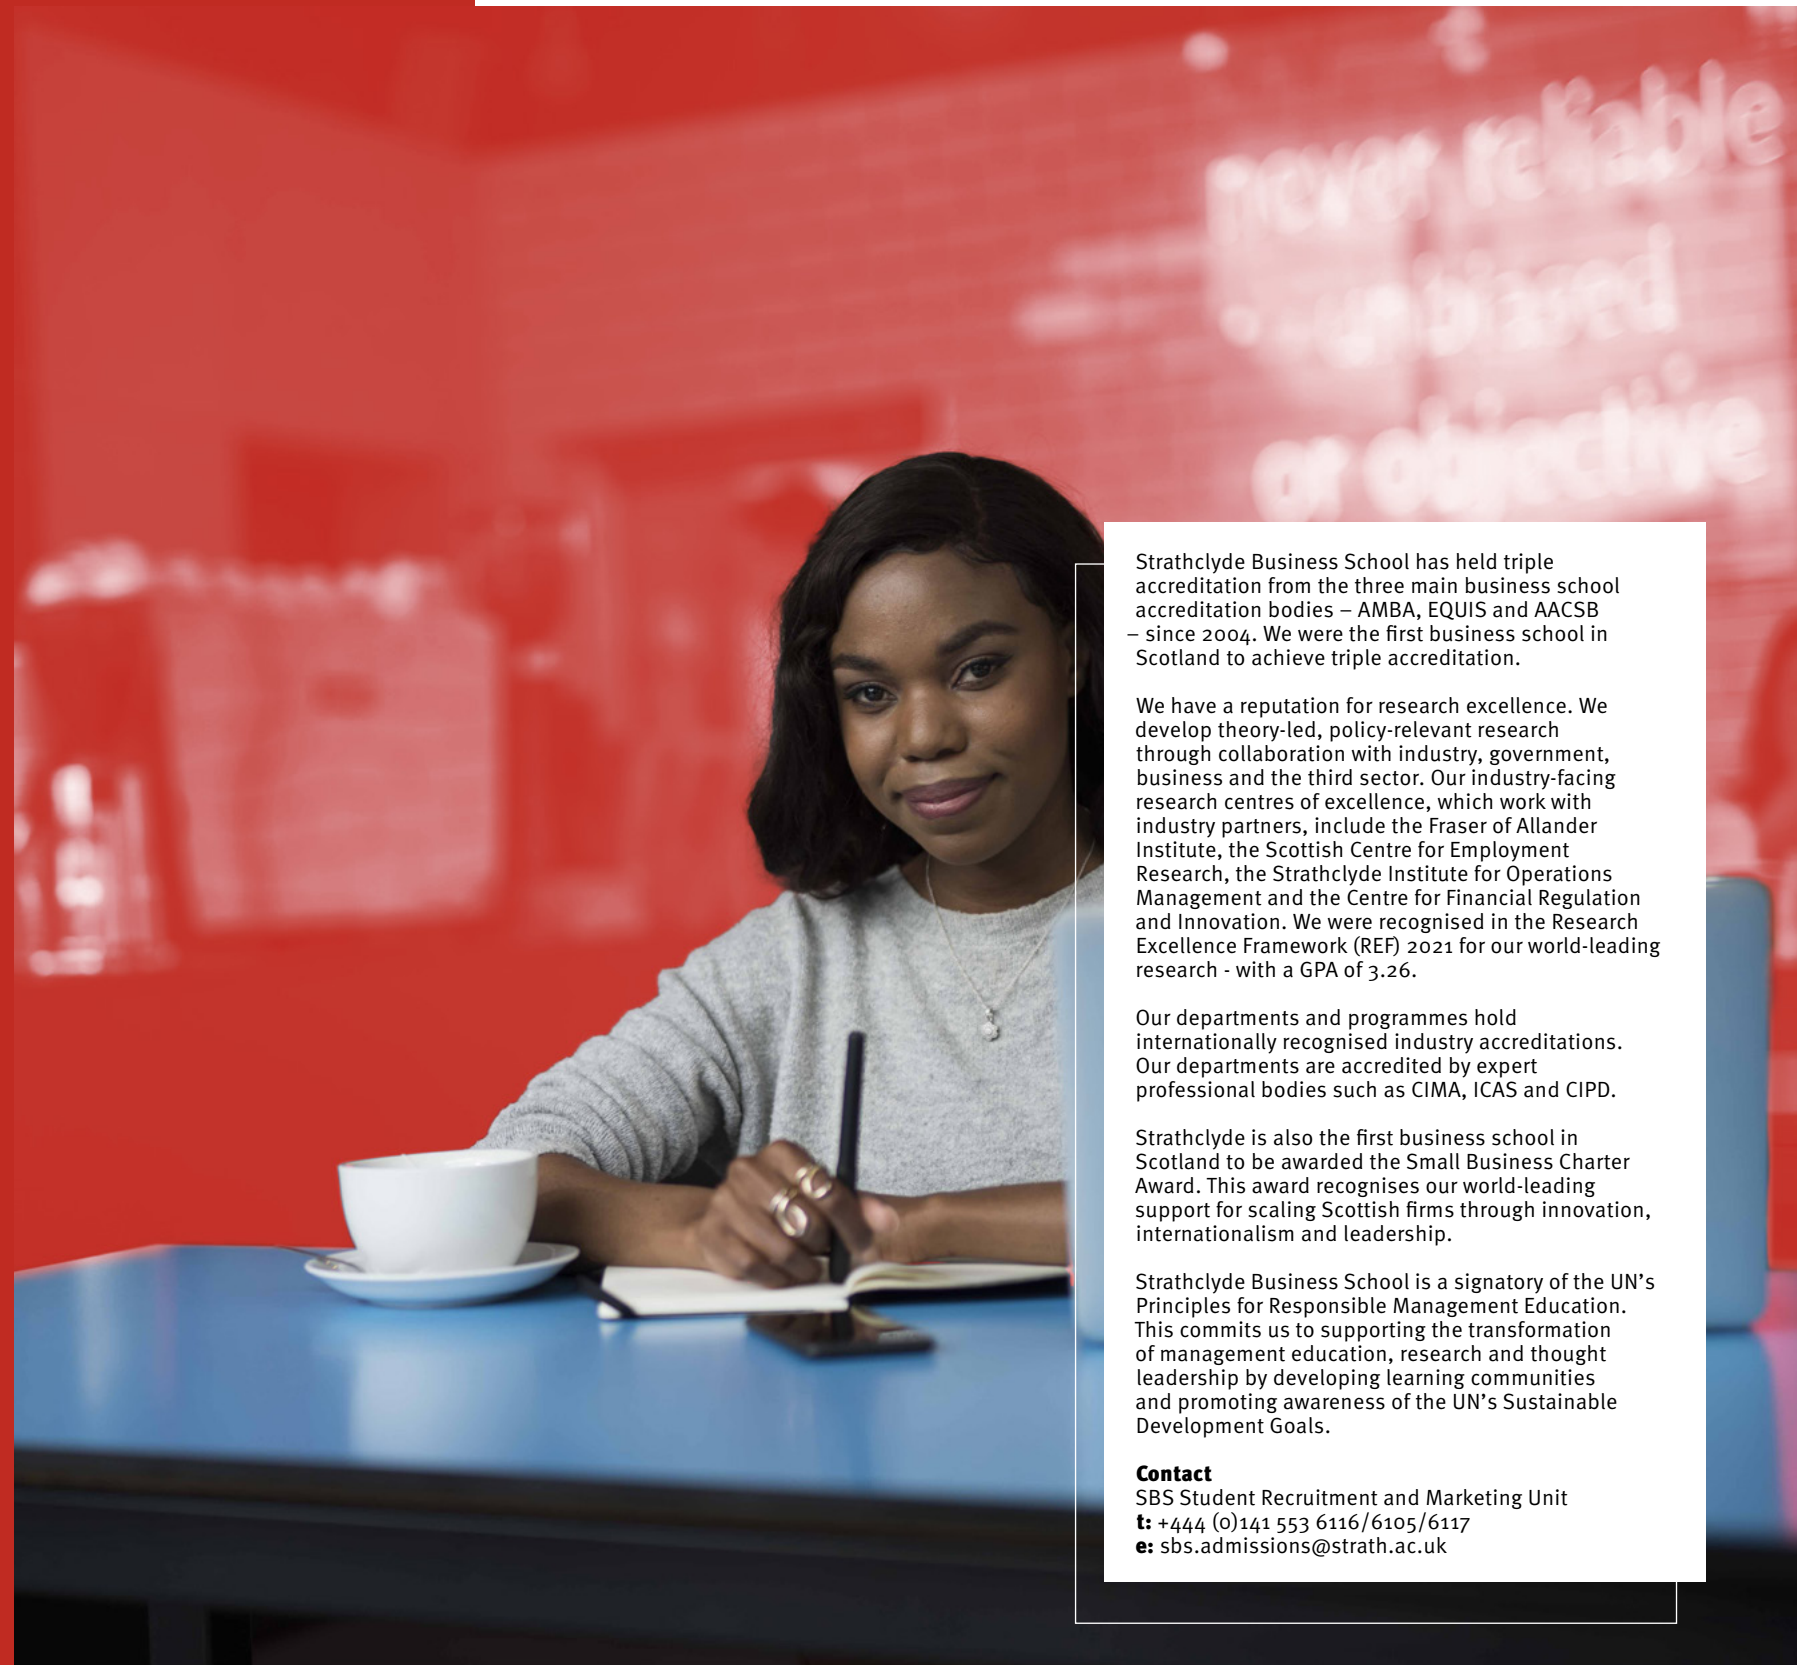 never reliable
unbiased
or objective
Strathclyde Business School has held triple
accreditation from the three main business school
accreditation bodies – AMBA, EQUIS and AACSB
– since 2004. We were the first business school in
Scotland to achieve triple accreditation.
We have a reputation for research excellence. We
develop theory-led, policy-relevant research
through collaboration with industry, government,
business and the third sector. Our industry-facing
research centres of excellence, which work with
industry partners, include the Fraser of Allander
Institute, the Scottish Centre for Employment
Research, the Strathclyde Institute for Operations
Management and the Centre for Financial Regulation
and Innovation. We were recognised in the Research
Excellence Framework (REF) 2021 for our world-leading
research - with a GPA of 3.26.
Our departments and programmes hold
internationally recognised industry accreditations.
Our departments are accredited by expert
professional bodies such as CIMA, ICAS and CIPD.
Strathclyde is also the first business school in
Scotland to be awarded the Small Business Charter
Award. This award recognises our world-leading
support for scaling Scottish firms through innovation,
internationalism and leadership.
Strathclyde Business School is a signatory of the UN’s
Principles for Responsible Management Education.
This commits us to supporting the transformation
of management education, research and thought
leadership by developing learning communities
and promoting awareness of the UN’s Sustainable
Development Goals.
Contact
SBS Student Recruitment and Marketing Unit
t: +444 (0)141 553 6116/6105/6117
e: sbs.admissions@strath.ac.uk